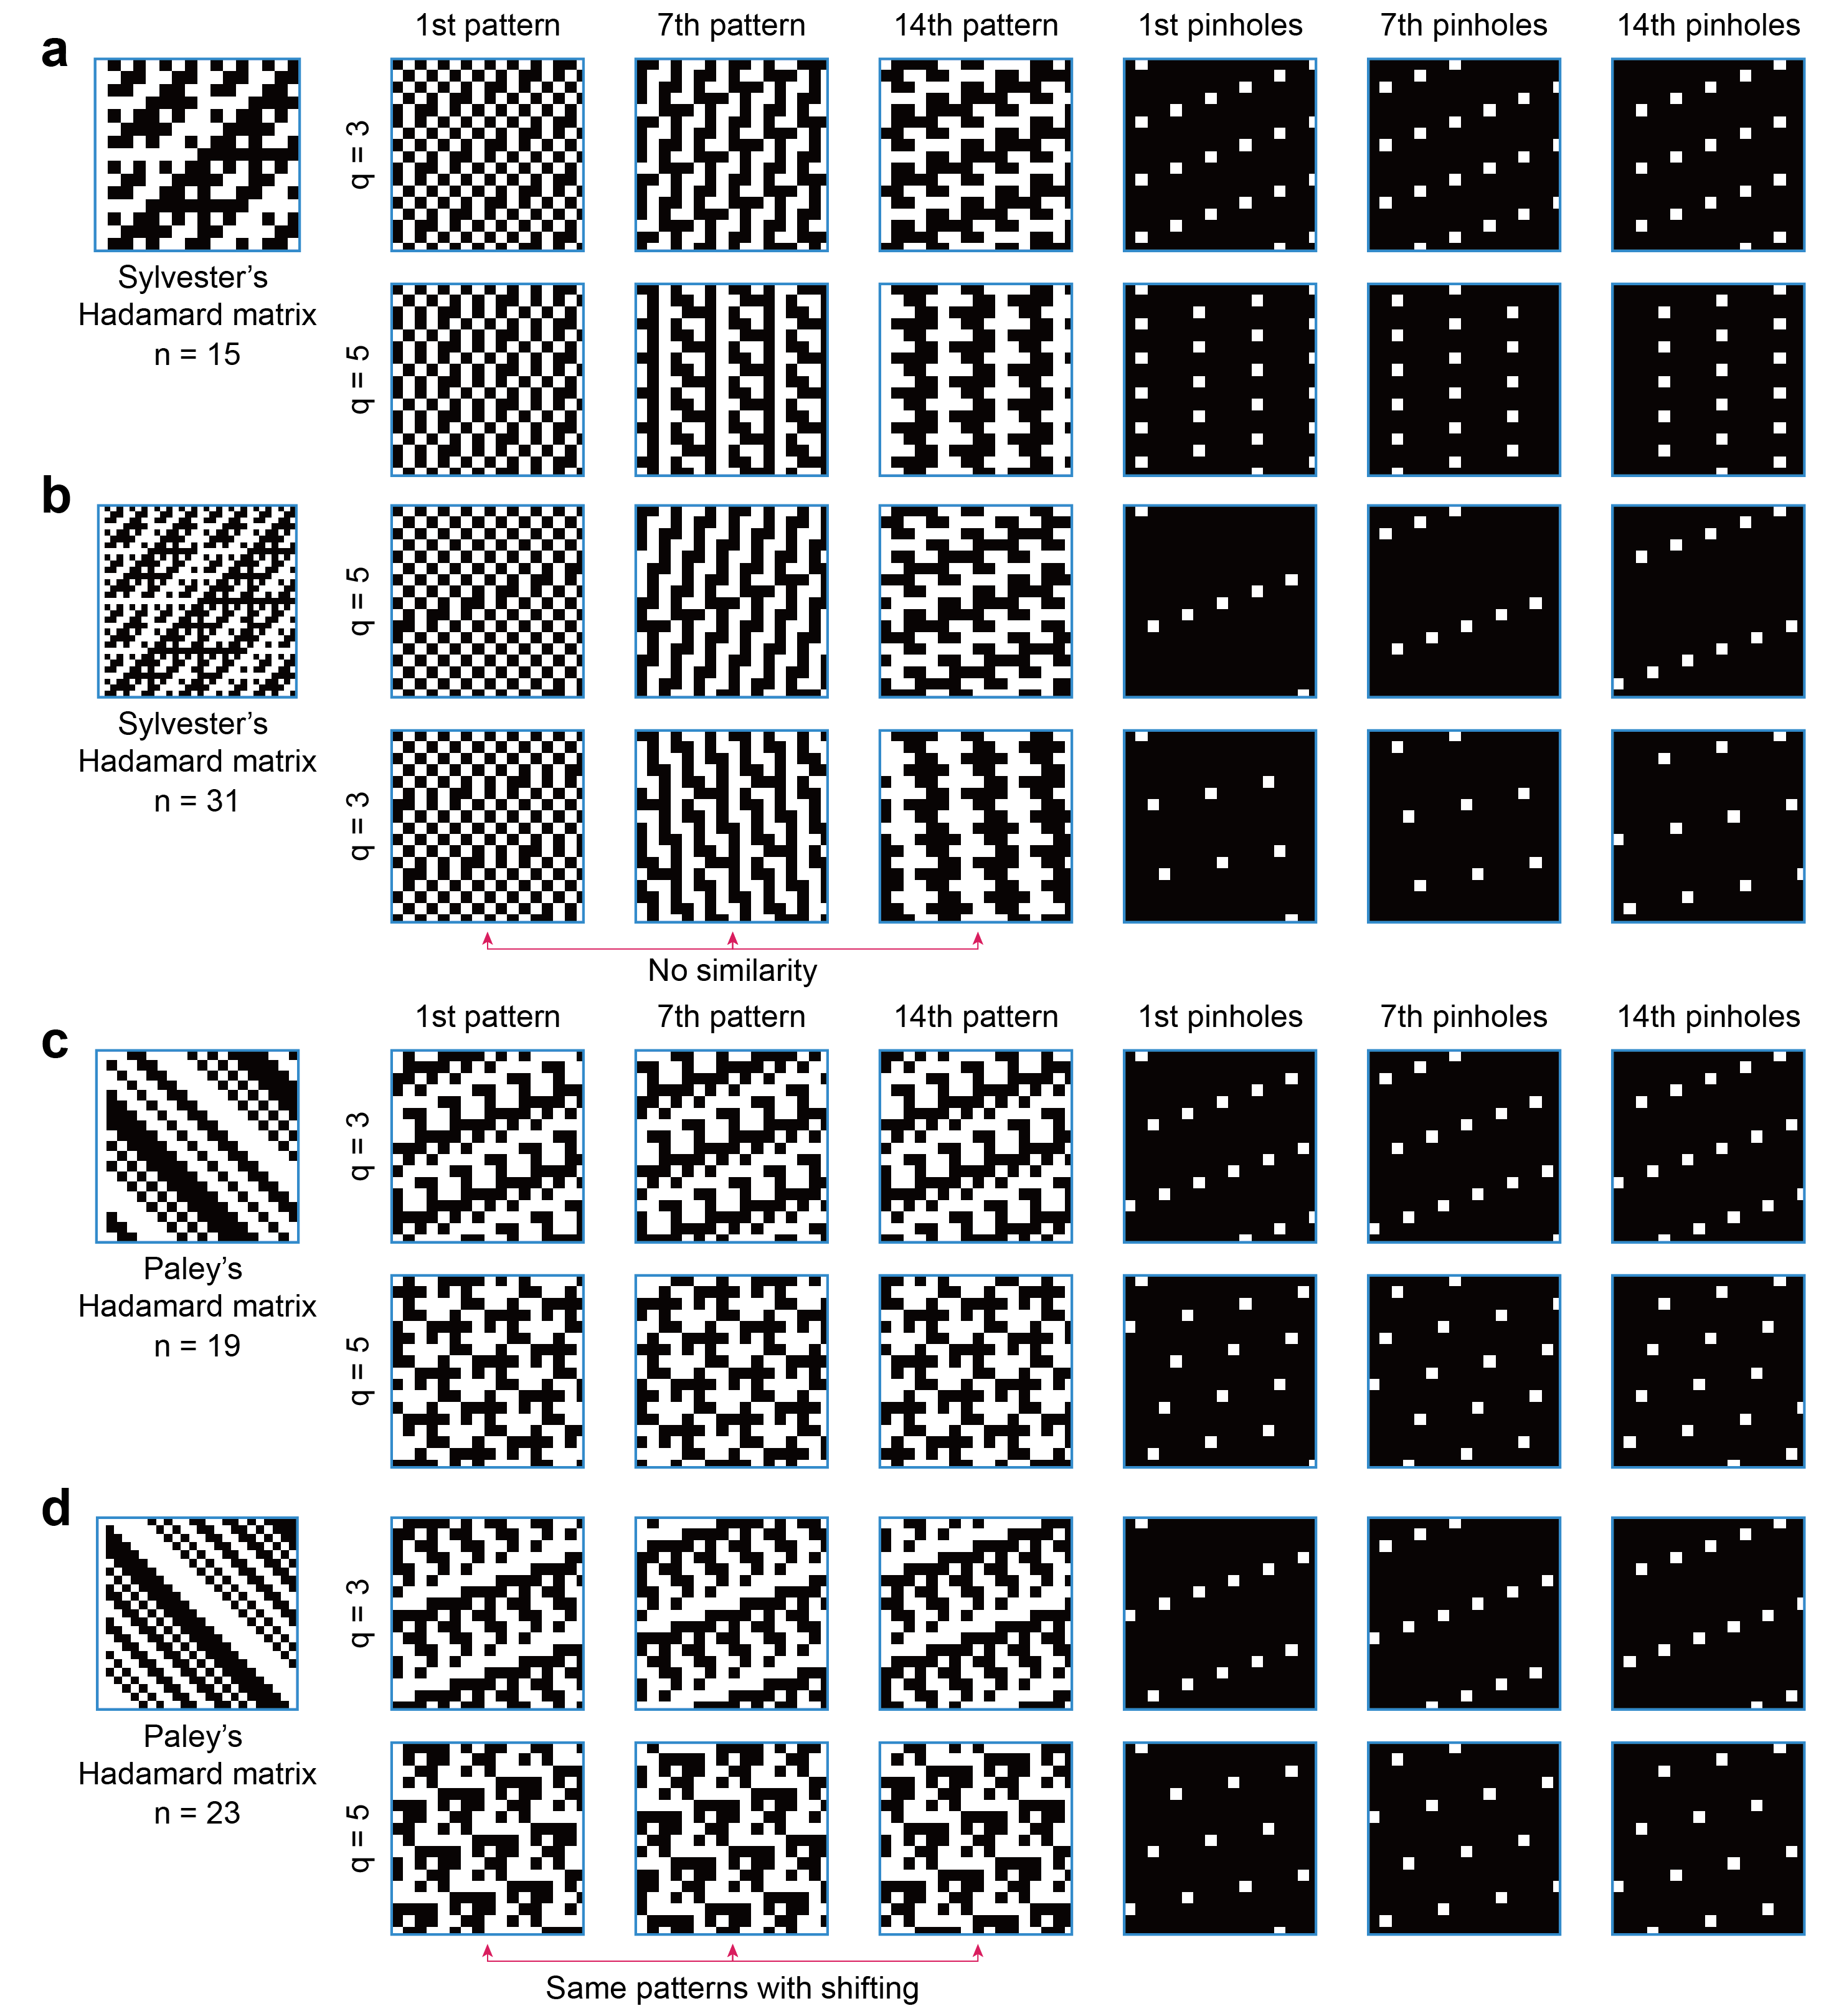 1st pattern 7th pattern 14th pattern 1st pinholes 7th pinholes 14th pinholes
a
q = 3
Sylvester’s
Hadamard matrix
n = 15
q = 5
b
q = 5
Sylvester’s
Hadamard matrix
n = 31
q = 3
No similarity
1st pattern 7th pattern 14th pattern 1st pinholes 7th pinholes 14th pinholes
c
q = 3
Paley’s
Hadamard matrix
n = 19
q = 5
d
q = 3
Paley’s
Hadamard matrix
n = 23
q = 5
Same patterns with shifting